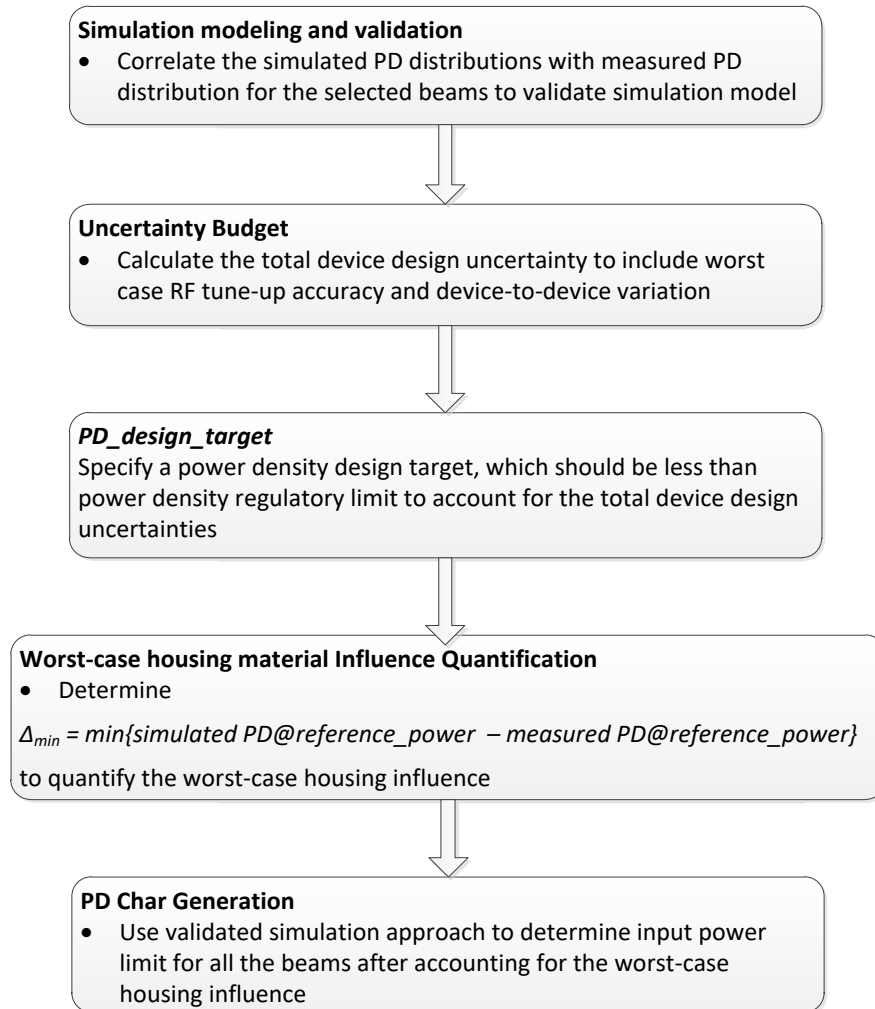 Simulation modeling and validation
• Correlate the simulated PD distributions with measured PD
distribution for the selected beams to validate simulation model
Uncertainty Budget
• Calculate the total device design uncertainty to include worst
case RF tune-up accuracy and device-to-device variation
PD_design_target
Specify a power density design target, which should be less than
power density regulatory limit to account for the total device design
uncertainties
Worst-case housing material Influence Quantification
• Determine
Δmin = min{simulated PD@reference_power – measured PD@reference_power}
to quantify the worst-case housing influence
PD Char Generation
• Use validated simulation approach to determine input power
limit for all the beams after accounting for the worst-case
housing influence